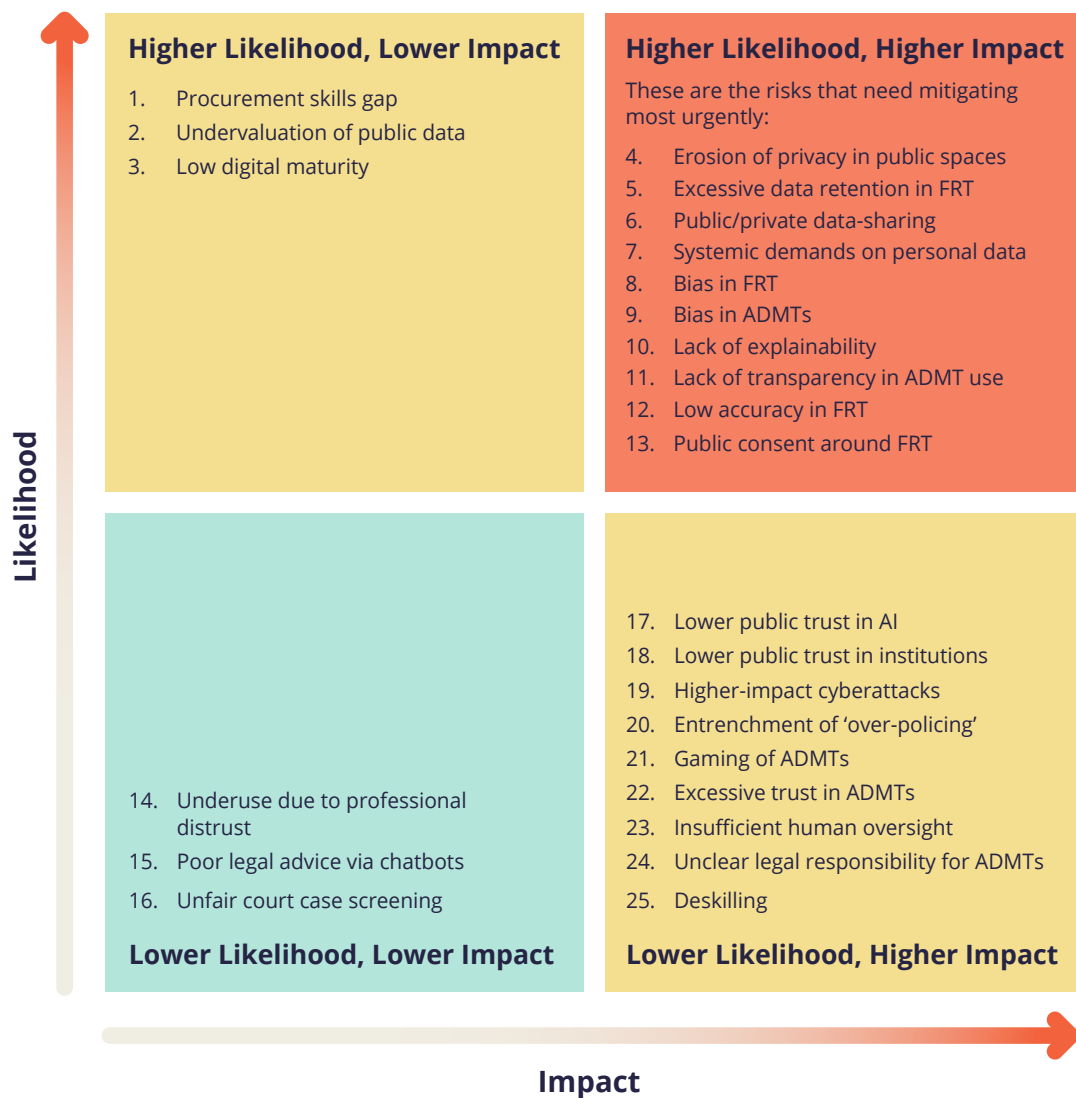 Higher Likelihood, Lower Impact
1. Procurement skills gap
2. Undervaluation of public data
3. Low digital maturity
Higher Likelihood, Higher Impact
These are the risks that need mitigating
most urgently:
4. Erosion of privacy in public spaces
5. Excessive data retention in FRT
6. Public/private data-sharing
7. Systemic demands on personal data
8. Bias in FRT
9. Bias in ADMTs
10. Lack of explainability
11. Lack of transparency in ADMT use
12. Low accuracy in FRT
13. Public consent around FRT
Likelihood
14. Underuse due to professional
distrust
15. Poor legal advice via chatbots
16. Unfair court case screening
Lower Likelihood, Lower Impact
17. Lower public trust in AI
18. Lower public trust in institutions
19. Higher-impact cyberattacks
20. Entrenchment of ‘over-policing’
21. Gaming of ADMTs
22. Excessive trust in ADMTs
23. Insufficient human oversight
24. Unclear legal responsibility for ADMTs
25. Deskilling
Lower Likelihood, Higher Impact
Impact